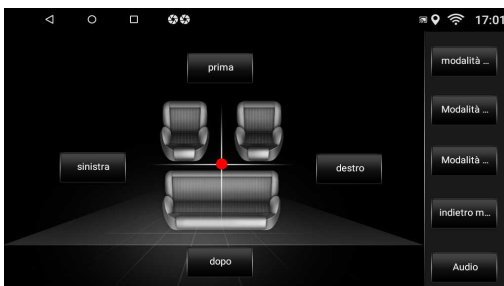 17:01
prima
sinistra
destro
dopo
modalità ...
Modalità ...
Modalità ...
indietro m...
Audio